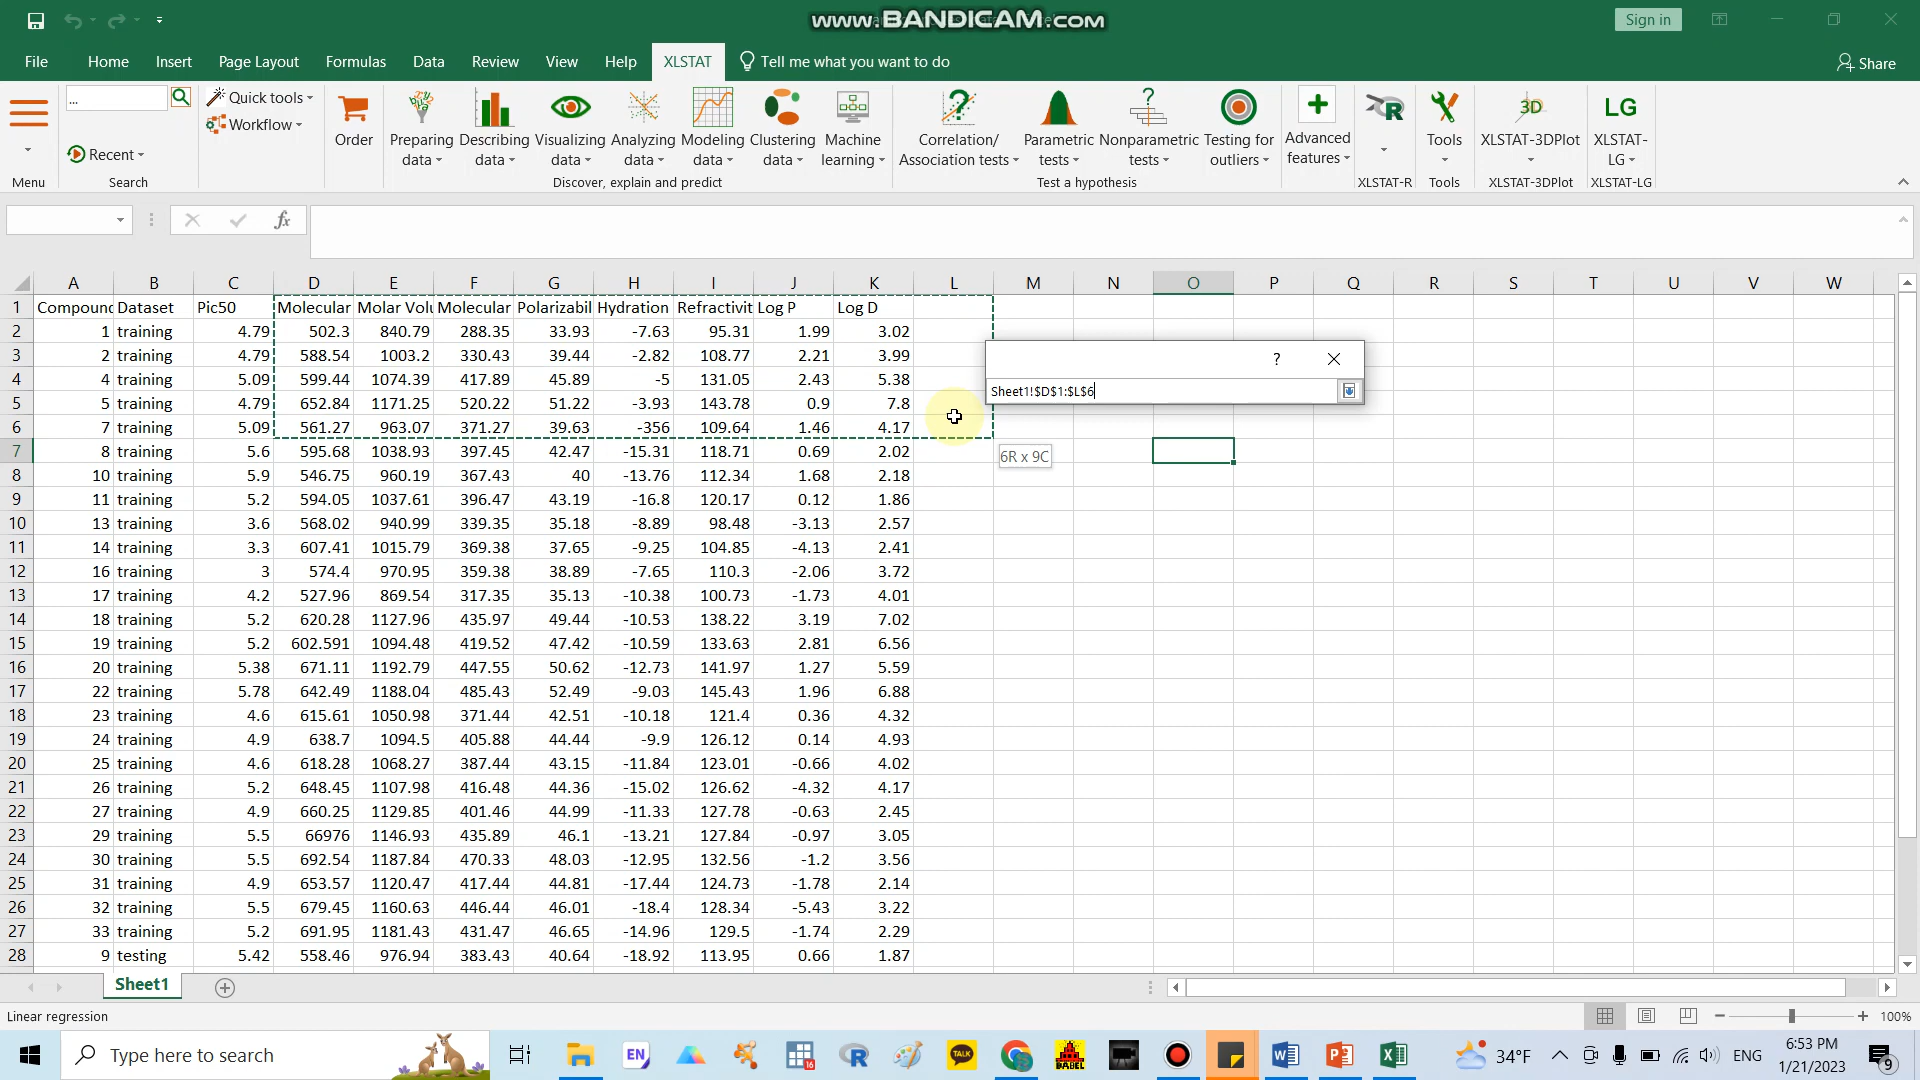 www.BANDICAM.com
Sign in
File Home Insert Page Layout Formulas Data Review View Help XLSTAT Tell me what you want to do Share
... Quick tools
Workflow
Recent
Order
Preparing data
Describing data
Visualizing data
Analyzing data
Modeling data
Clustering data
Machine learning
Correlation/ Association tests
Parametric tests
Nonparametric tests
Testing for outliers
Advanced features
R
Tools
3D XLSTAT-3DPlot
LG XLSTAT-LG
Menu Search Discover, explain and predict Test a hypothesis XLSTAT-R Tools XLSTAT-3DPlot XLSTAT-LG
fx
A B C D E F G H I J K L M N O P Q R S T U V W
1 Compound Dataset Pic50 Molecular Molar Volu Molecular Polarizabil Hydration Refractivit Log P Log D
2 1 training 4.79 502.3 840.79 288.35 33.93 -7.63 95.31 1.99 3.02
3 2 training 4.79 588.54 1003.2 330.43 39.44 -2.82 108.77 2.21 3.99
4 4 training 5.09 599.44 1074.39 417.89 45.89 -5 131.05 2.43 5.38
5 5 training 4.79 652.84 1171.25 520.22 51.22 -3.93 143.78 0.9 7.8
6 7 training 5.09 561.27 963.07 371.27 39.63 -356 109.64 1.46 4.17
7 8 training 5.6 595.68 1038.93 397.45 42.47 -15.31 118.71 0.69 2.02
8 10 training 5.9 546.75 960.19 367.43 40 -13.76 112.34 1.68 2.18
9 11 training 5.2 594.05 1037.61 396.47 43.19 -16.8 120.17 0.12 1.86
10 13 training 3.6 568.02 940.99 339.35 35.18 -8.89 98.48 -3.13 2.57
11 14 training 3.3 607.41 1015.79 369.38 37.65 -9.25 104.85 -4.13 2.41
12 16 training 3 574.4 970.95 359.38 38.89 -7.65 110.3 -2.06 3.72
13 17 training 4.2 527.96 869.54 317.35 35.13 -10.38 100.73 -1.73 4.01
14 18 training 5.2 620.28 1127.96 435.97 49.44 -10.53 138.22 3.19 7.02
15 19 training 5.2 602.591 1094.48 419.52 47.42 -10.59 133.63 2.81 6.56
16 20 training 5.38 671.11 1192.79 447.55 50.62 -12.73 141.97 1.27 5.59
17 22 training 5.78 642.49 1188.04 485.43 52.49 -9.03 145.43 1.96 6.88
18 23 training 4.6 615.61 1050.98 371.44 42.51 -10.18 121.4 0.36 4.32
19 24 training 4.9 638.7 1094.5 405.88 44.44 -9.9 126.12 0.14 4.93
20 25 training 4.6 618.28 1068.27 387.44 43.15 -11.84 123.01 -0.66 4.02
21 26 training 5.2 648.45 1107.98 416.48 44.36 -15.02 126.62 -4.32 4.17
22 27 training 4.9 660.25 1129.85 401.46 44.99 -11.33 127.78 -0.63 2.45
23 29 training 5.5 66976 1146.93 435.89 46.1 -13.21 127.84 -0.97 3.05
24 30 training 5.5 692.54 1187.84 470.33 48.03 -12.95 132.56 -1.2 3.56
25 31 training 4.9 653.57 1120.47 417.44 44.81 -17.44 124.73 -1.78 2.14
26 32 training 5.5 679.45 1160.63 446.44 46.01 -18.4 128.34 -5.43 3.22
27 33 training 5.2 691.95 1181.43 431.47 46.65 -14.96 129.5 -1.74 2.29
28 9 testing 5.42 558.46 976.94 383.43 40.64 -18.92 113.95 0.66 1.87
?
Sheet1!$D$1:$L$6
6R x 9C
Sheet1
Linear regression
100%
Type here to search
EN
16
R
TALK
BABEL
34°F
ENG
6:53 PM
1/21/2023
9